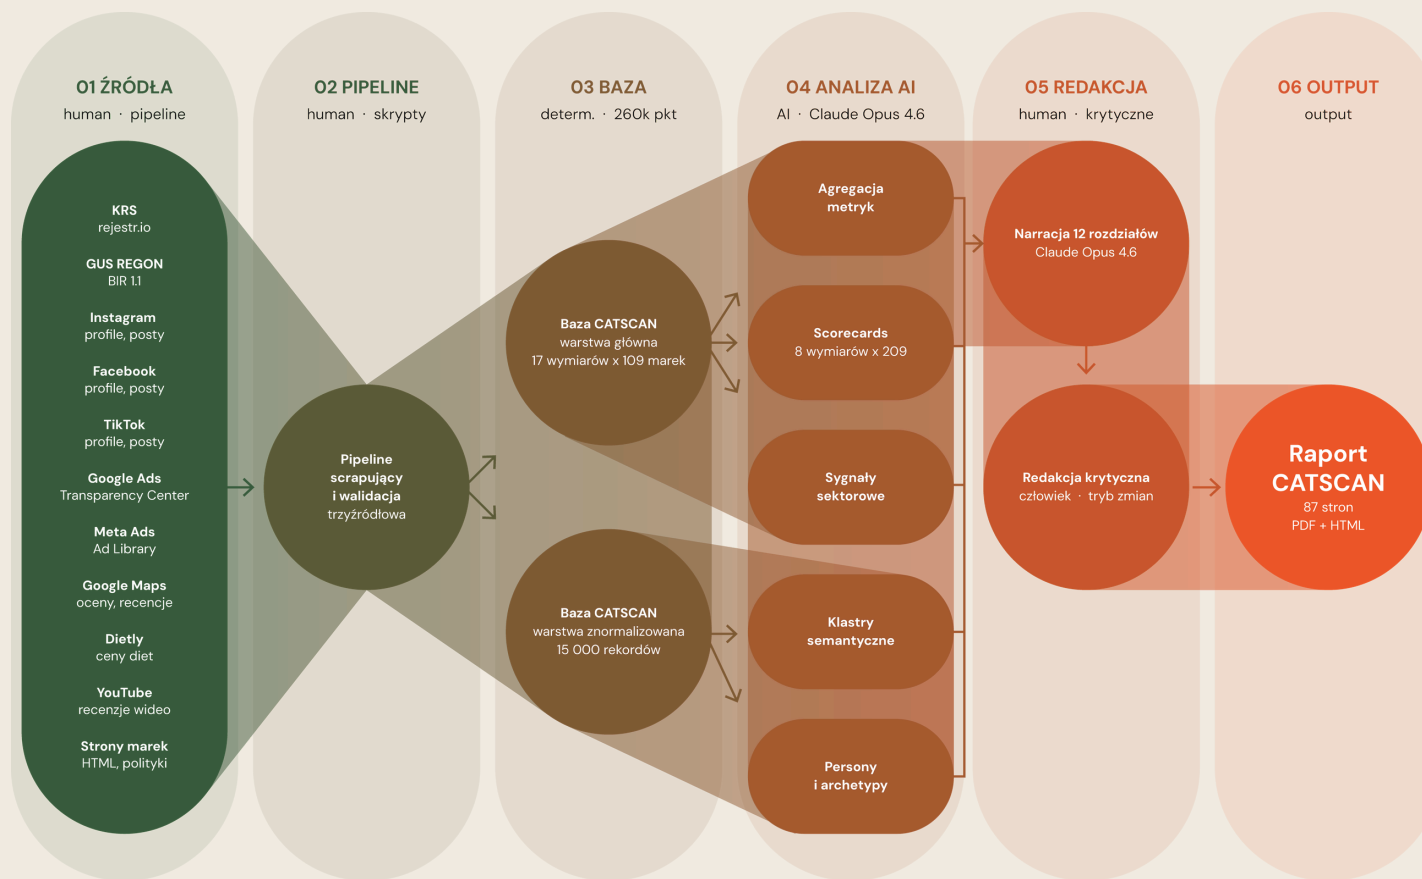 01 ŹRÓDŁA
human · pipeline
KRS
rejestr.io
GUS REGON
BIR 1.1
Instagram
profile, posty
Facebook
profile, posty
TikTok
profile, posty
Google Ads
Transparency Center
Meta Ads
Ad Library
Google Maps
oceny, recencje
Dietly
ceny diet
YouTube
recenzje wideo
Strony marek
HTML, polityki
02 PIPELINE
human · skrypty
Pipeline
scrapujący
i walidacja
trzyźródłowa
03 BAZA
determ. · 260k pkt
Baza CATSCAN
warstwa główna
17 wymiarów x 109 marek
Baza CATSCAN
warstwa znormalizowana
15 000 rekordów
04 ANALIZA AI
AI · Claude Opus 4.6
Agregacja
metryk
Scorecards
8 wymiarów x 209
Sygnały
sektorowe
Klastry
semantyczne
Persony
i archetypy
05 REDAKCJA
human · krytyczne
Narracja 12 rozdziałów
Claude Opus 4.6
Redakcja krytyczna
człowiek · tryb zmian
06 OUTPUT
output
Raport
CATSCAN
87 stron
PDF + HTML